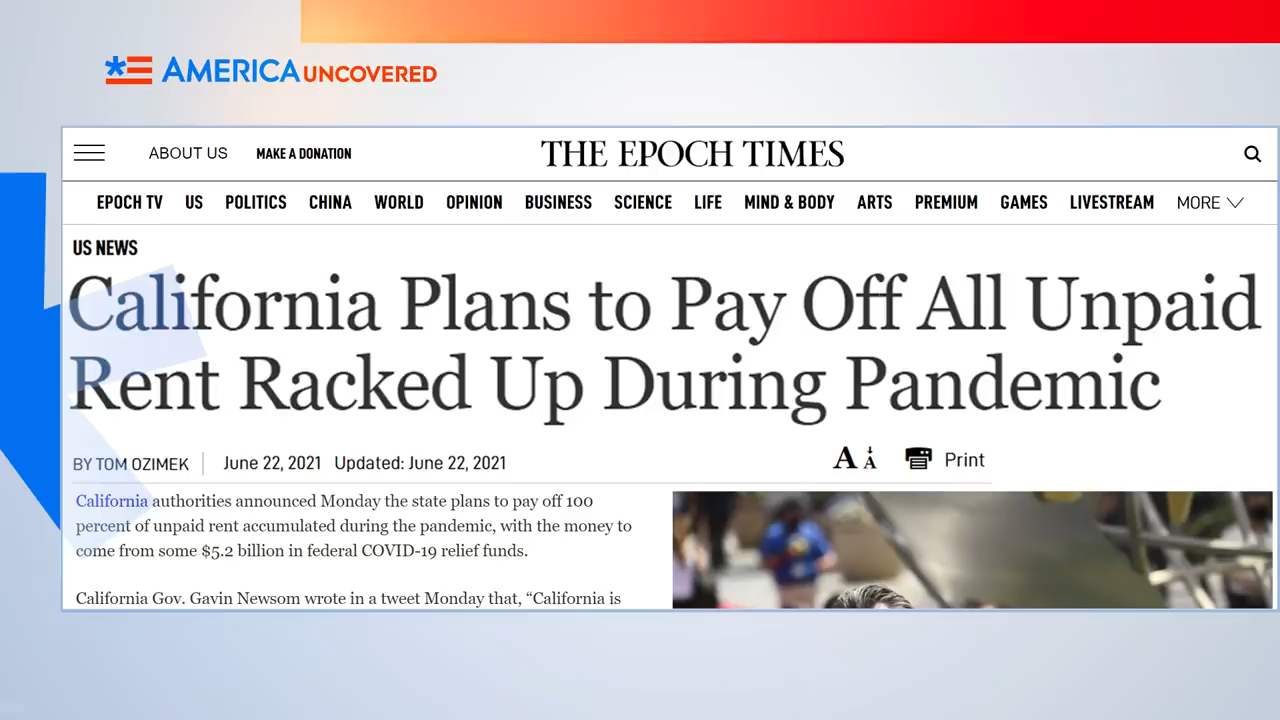 AMERICA UNCOVERED
ABOUT US MAKE A DONATION THE EPOCH TIMES
EPOCH TV US POLITICS CHINA WORLD OPINION BUSINESS SCIENCE LIFE MIND & BODY ARTS PREMIUM GAMES LIVESTREAM MORE
US NEWS
California Plans to Pay Off All Unpaid
Rent Racked Up During Pandemic
BY TOM OZIMEK June 22, 2021 Updated: June 22, 2021 A A Print
California authorities announced Monday the state plans to pay off 100
percent of unpaid rent accumulated during the pandemic, with the money to
come from some $5.2 billion in federal COVID-19 relief funds.
California Gov. Gavin Newsom wrote in a tweet Monday that, “California is